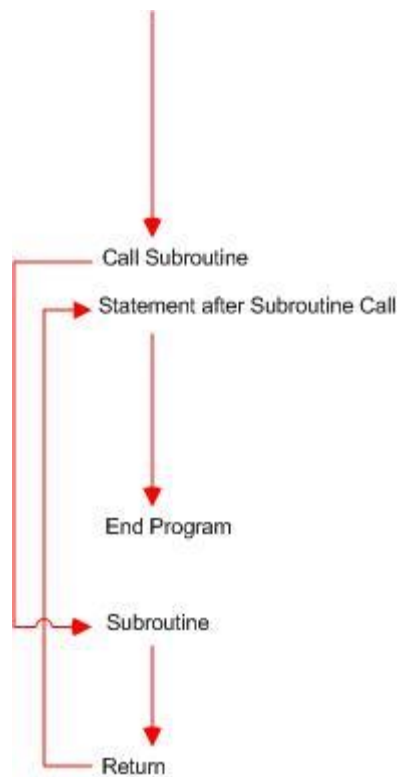 Call Subroutine
Statement after Subroutine Call
End Program
Subroutine
Return